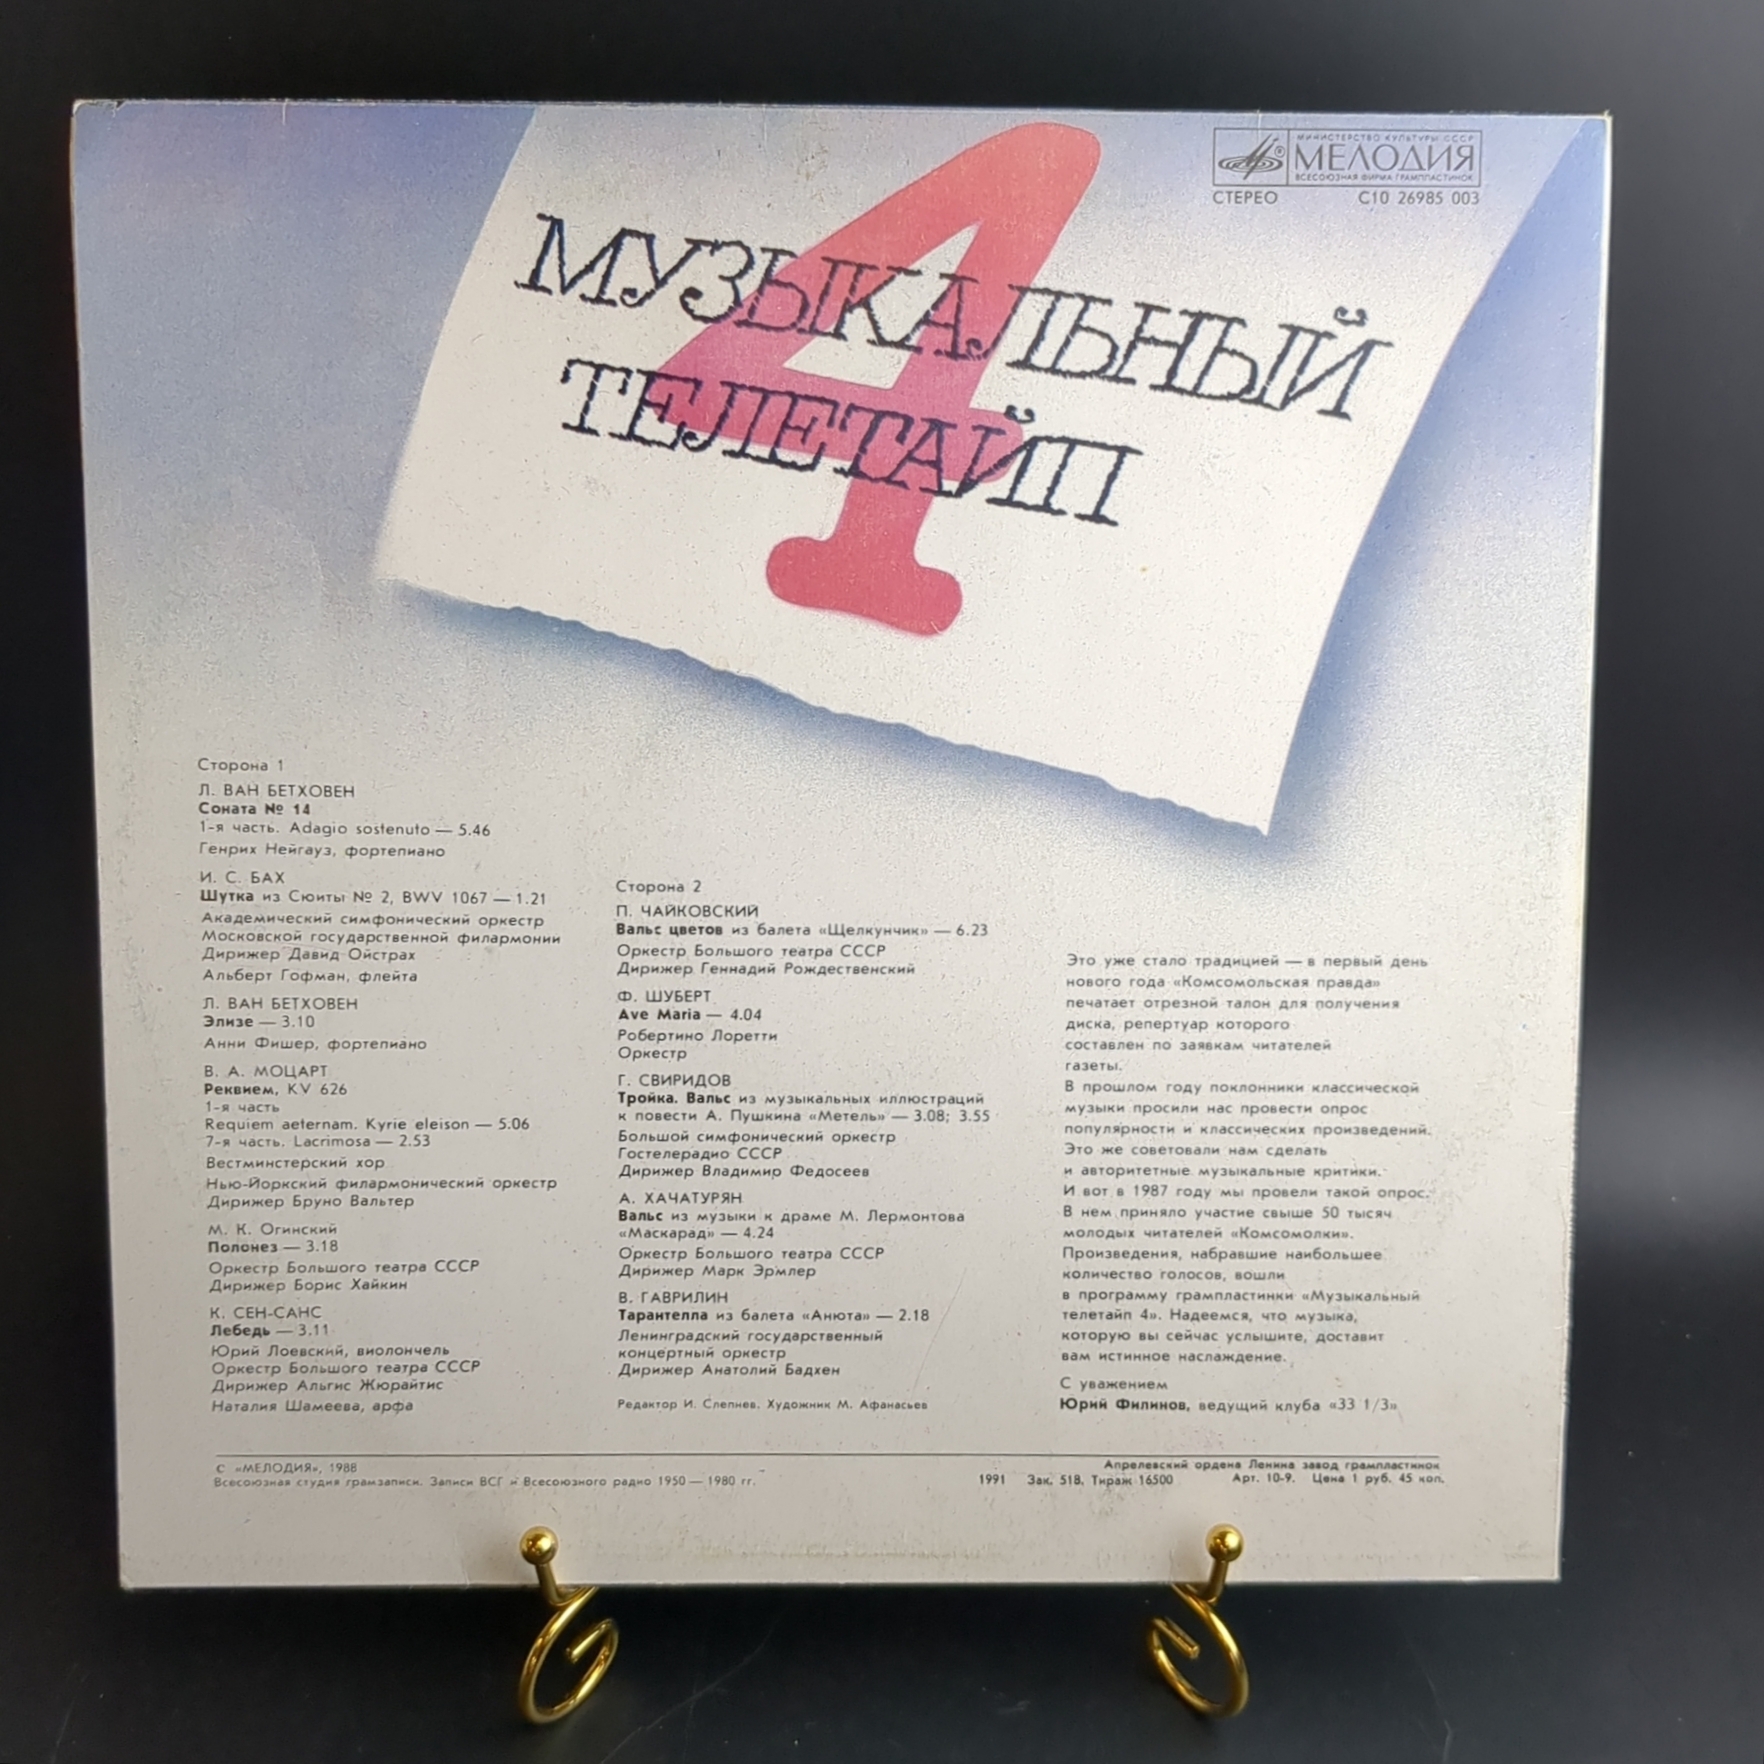 МИНИСТЕРСТВО КУЛЬТУРЫ СССР
МЕЛОДИЯ
ВСЕСОЮЗНАЯ ФИРМА ГРАМПЛАСТИНОК
СТЕРЕО С10 26985 003
4
МУЗЫКАЛЬНЫЙ
ТЕЛЕТАЙП
Сторона 1
Л. ВАН БЕТХОВЕН
Соната № 14
1-я часть. Adagio sostenuto — 5.46
Генрих Нейгауз, фортепиано
И. С. БАХ
Шутка из Сюиты № 2, BWV 1067 — 1.21
Академический симфонический оркестр
Московской государственной филармонии
Дирижер Давид Ойстрах
Альберт Гофман, флейта
Л. ВАН БЕТХОВЕН
Элизе — 3.10
Анни Фишер, фортепиано
В. А. МОЦАРТ
Реквием, KV 626
1-я часть
Requiem aeternam. Kyrie eleison — 5.06
7-я часть. Lacrimosa — 2.53
Вестминстерский хор
Нью-Йоркский филармонический оркестр
Дирижер Бруно Вальтер
М. К. Огинский
Полонез — 3.18
Оркестр Большого театра СССР
Дирижер Борис Хайкин
К. СЕН-САНС
Лебедь — 3.11
Юрий Лоевский, виолончель
Оркестр Большого театра СССР
Дирижер Альгис Жюрайтис
Наталия Шамеева, арфа
Сторона 2
П. ЧАЙКОВСКИЙ
Вальс цветов из балета «Щелкунчик» — 6.23
Оркестр Большого театра СССР
Дирижер Геннадий Рождественский
Ф. ШУБЕРТ
Ave Maria — 4.04
Робертино Лоретти
Оркестр
Г. СВИРИДОВ
Тройка. Вальс из музыкальных иллюстраций
к повести А. Пушкина «Метель» — 3.08; 3.55
Большой симфонический оркестр
Гостелерадио СССР
Дирижер Владимир Федосеев
А. ХАЧАТУРЯН
Вальс из музыки к драме М. Лермонтова
«Маскарад» — 4.24
Оркестр Большого театра СССР
Дирижер Марк Эрмлер
В. ГАВРИЛИН
Тарантелла из балета «Анюта» — 2.18
Ленинградский государственный
концертный оркестр
Дирижер Анатолий Бадхен
Редактор И. Слепнев. Художник М. Афанасьев
Это уже стало традицией — в первый день
нового года «Комсомольская правда»
печатает отрезной талон для получения
диска, репертуар которого
составлен по заявкам читателей
газеты.
В прошлом году поклонники классической
музыки просили нас провести опрос
популярности и классических произведений.
Это же советовали нам сделать
и авторитетные музыкальные критики.
И вот в 1987 году мы провели такой опрос.
В нем приняло участие свыше 50 тысяч
молодых читателей «Комсомолки».
Произведения, набравшие наибольшее
количество голосов, вошли
в программу грампластинки «Музыкальный
телетайп 4». Надеемся, что музыка,
которую вы сейчас услышите, доставит
вам истинное наслаждение.
С уважением
Юрий Филинов, ведущий клуба «33 1/3»
С «МЕЛОДИЯ», 1988
Всесоюзная студия грамзаписи. Записи ВСГ и Всесоюзного радио 1950 — 1980 гг.
Апрелевский ордена Ленина завод грампластинок
1991 Зак. 518. Тираж 16500 Арт. 10-9. Цена 1 руб. 45 коп.